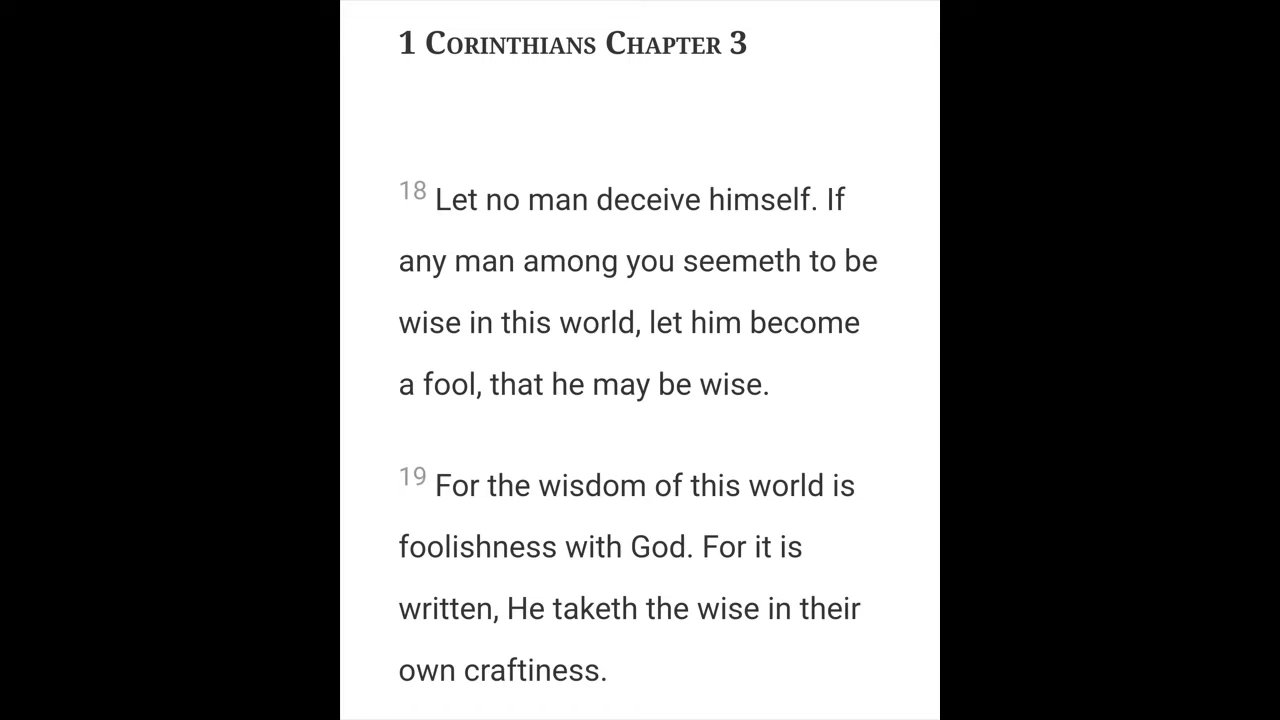 1 Corinthians Chapter 3
18 Let no man deceive himself. If
any man among you seemeth to be
wise in this world, let him become
a fool, that he may be wise.
19 For the wisdom of this world is
foolishness with God. For it is
written, He taketh the wise in their
own craftiness.